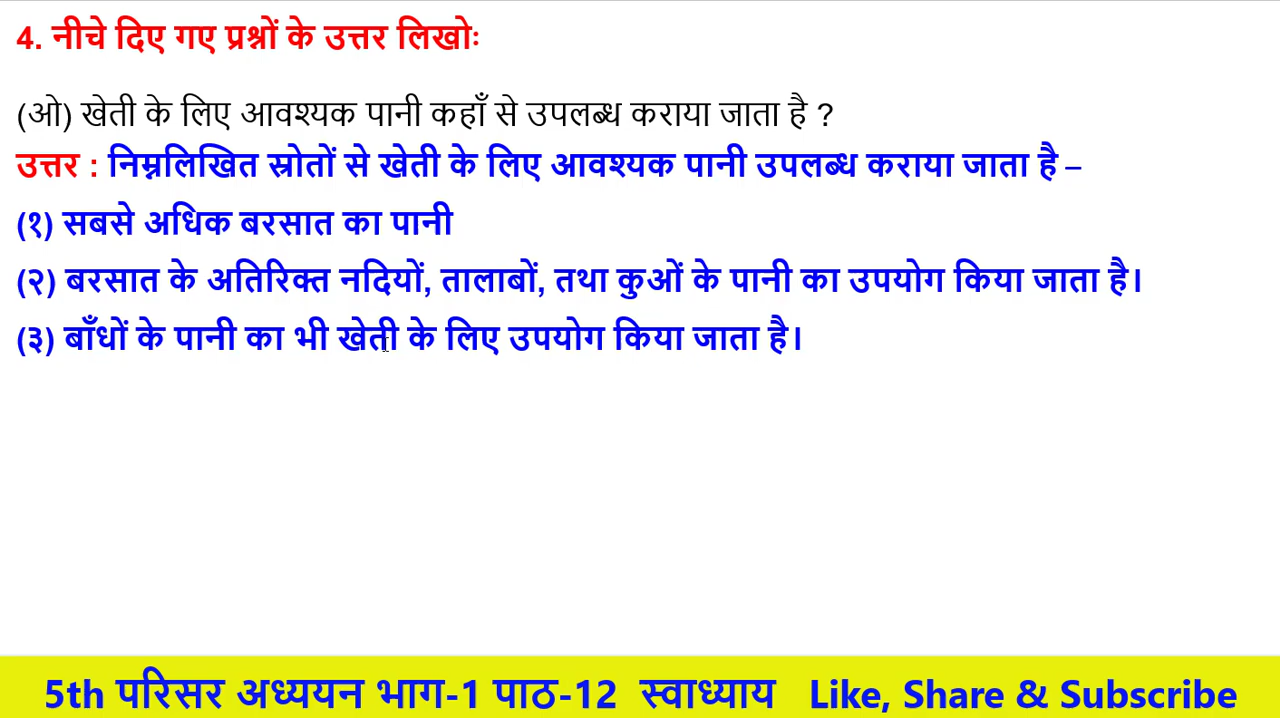 4. नीचे दिए गए प्रश्नों के उत्तर लिखोः
(ओ) खेती के लिए आवश्यक पानी कहाँ से उपलब्ध कराया जाता है ?
उत्तर : निम्नलिखित स्रोतों से खेती के लिए आवश्यक पानी उपलब्ध कराया जाता है –
(१) सबसे अधिक बरसात का पानी
(२) बरसात के अतिरिक्त नदियों, तालाबों, तथा कुओं के पानी का उपयोग किया जाता है।
(३) बाँधों के पानी का भी खेती के लिए उपयोग किया जाता है।
5th परिसर अध्ययन भाग-1 पाठ-12 स्वाध्याय Like, Share & Subscribe